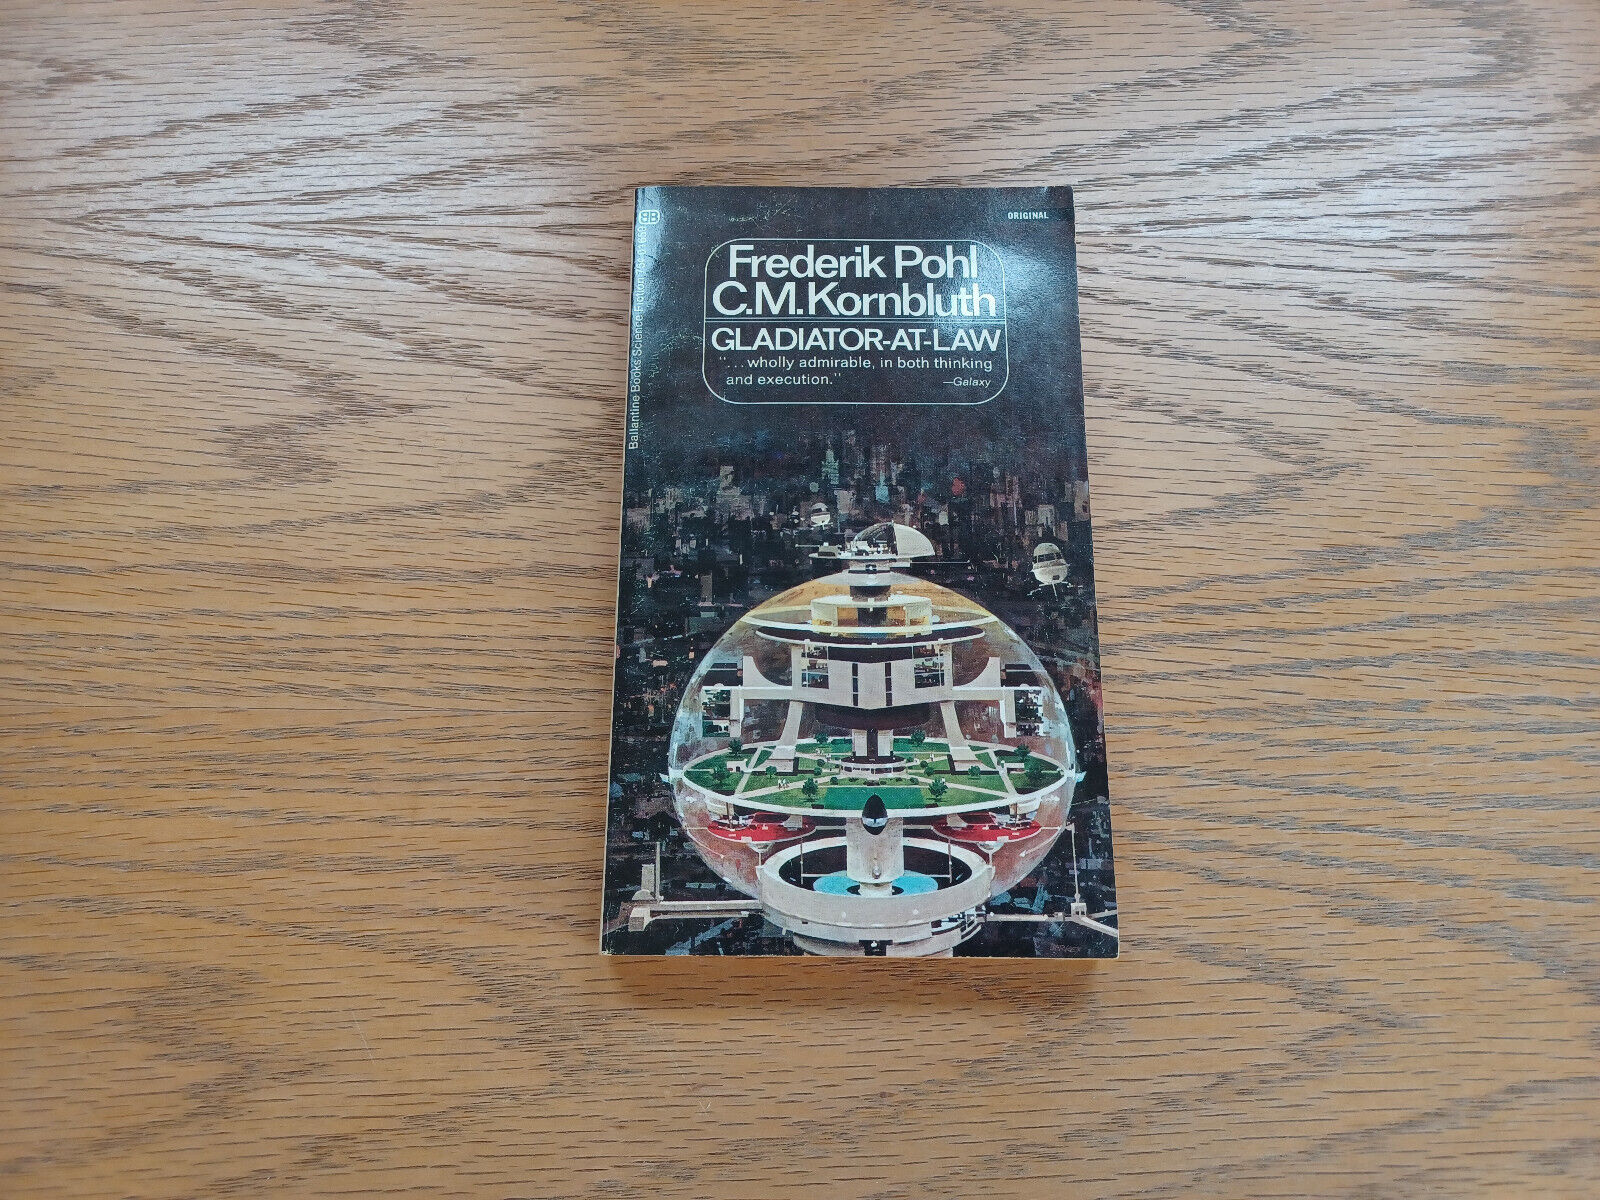 BB
ORIGINAL
Frederik Pohl
C.M.Kornbluth
GLADIATOR-AT-LAW
"... wholly admirable, in both thinking
and execution."
—Galaxy
Ballantine Books Science Fiction